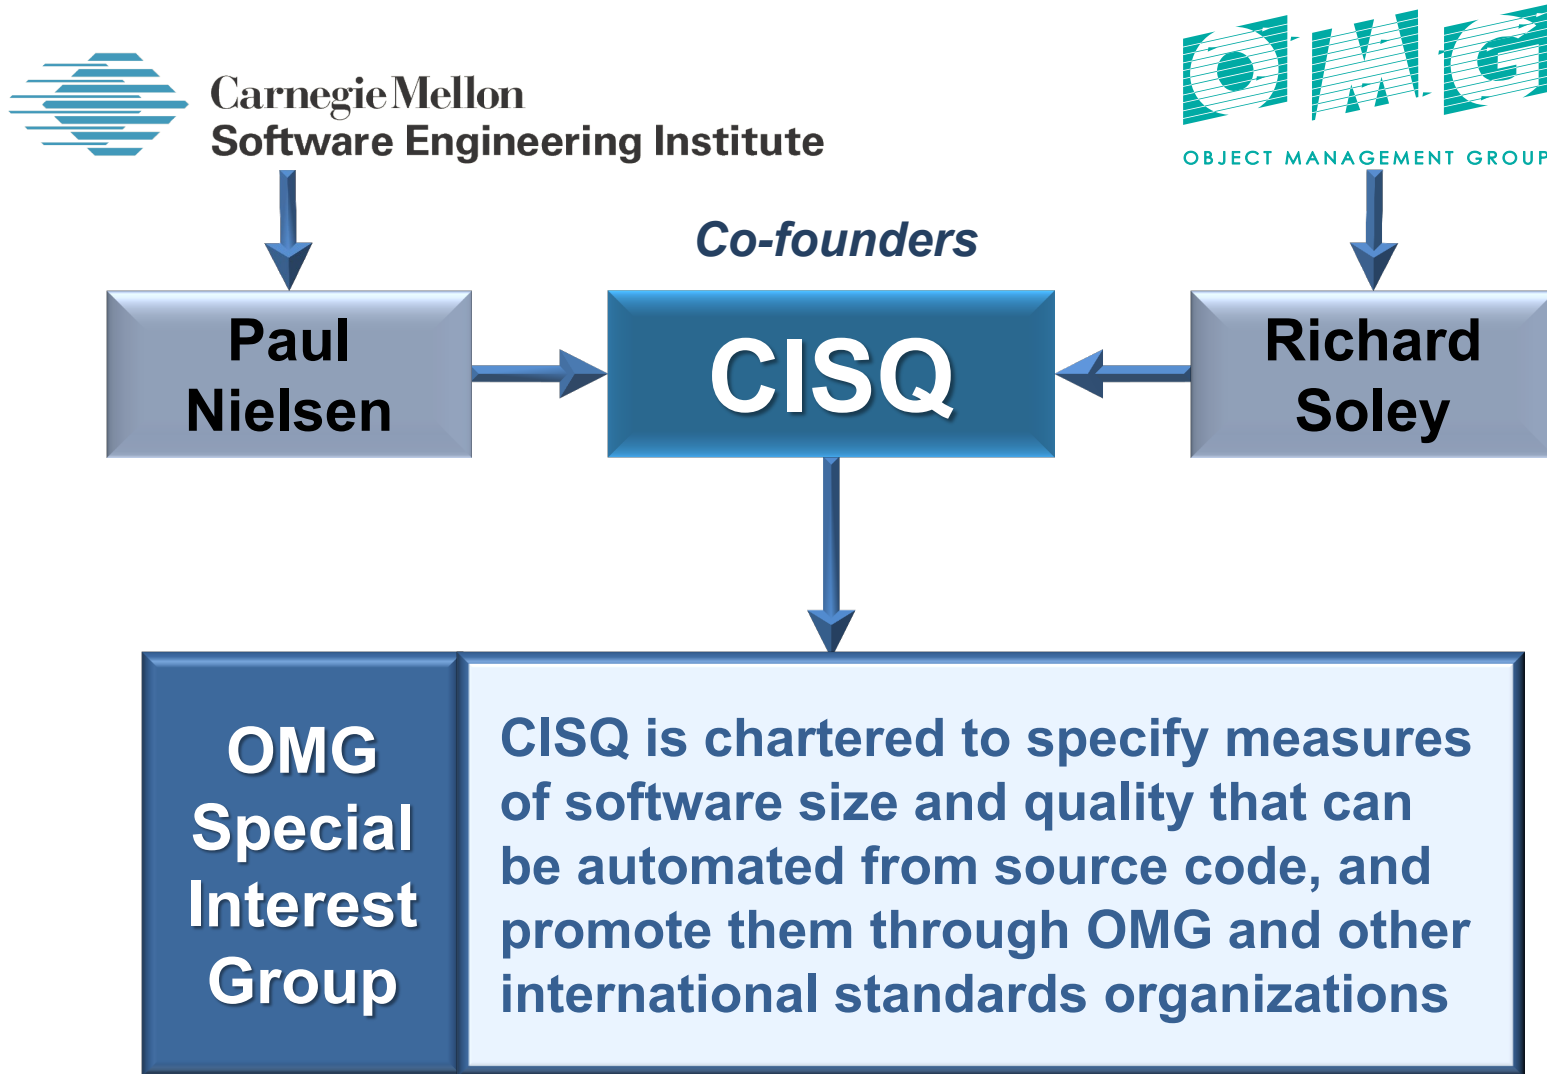 Carnegie Mellon
Software Engineering Institute
OMG
OBJECT MANAGEMENT GROUP
Co-founders
Paul
Nielsen
CISQ
Richard
Soley
OMG
Special
Interest
Group
CISQ is chartered to specify measures
of software size and quality that can
be automated from source code, and
promote them through OMG and other
international standards organizations